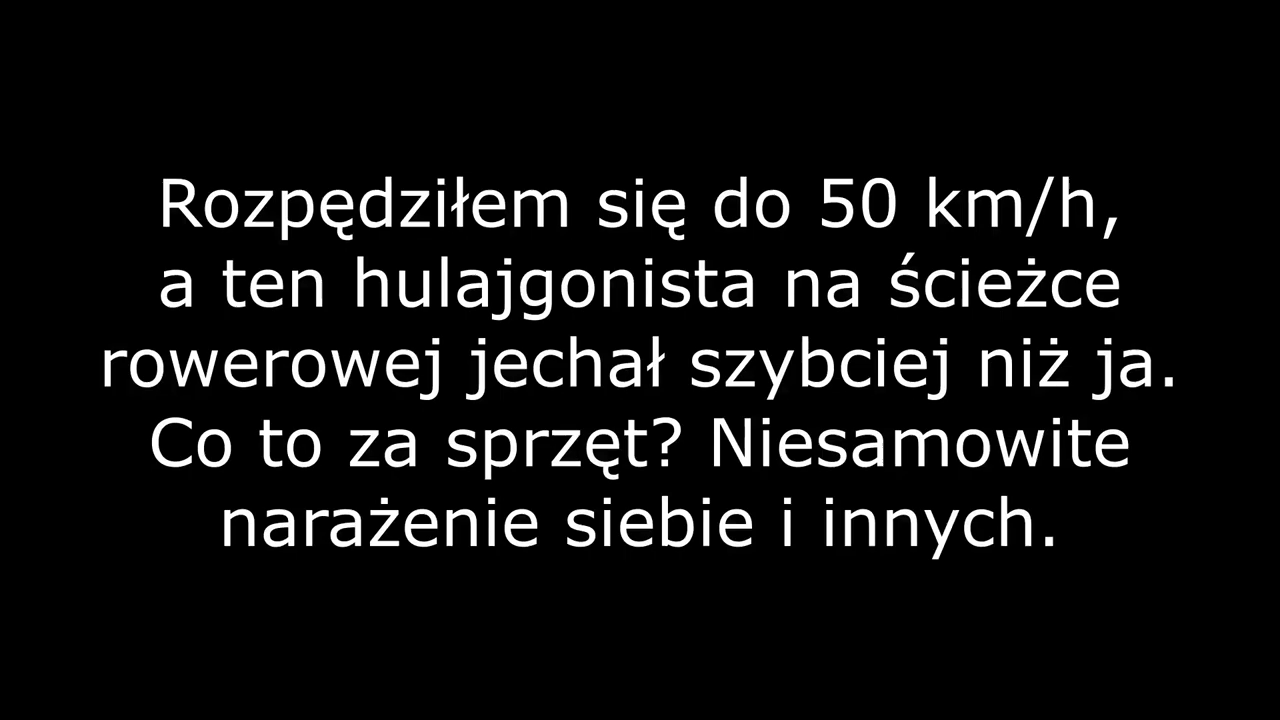 Rozpędziłem się do 50 km/h,
a ten hulajgonista na ścieżce
rowerowej jechał szybciej niż ja.
Co to za sprzęt? Niesamowite
narażenie siebie i innych.